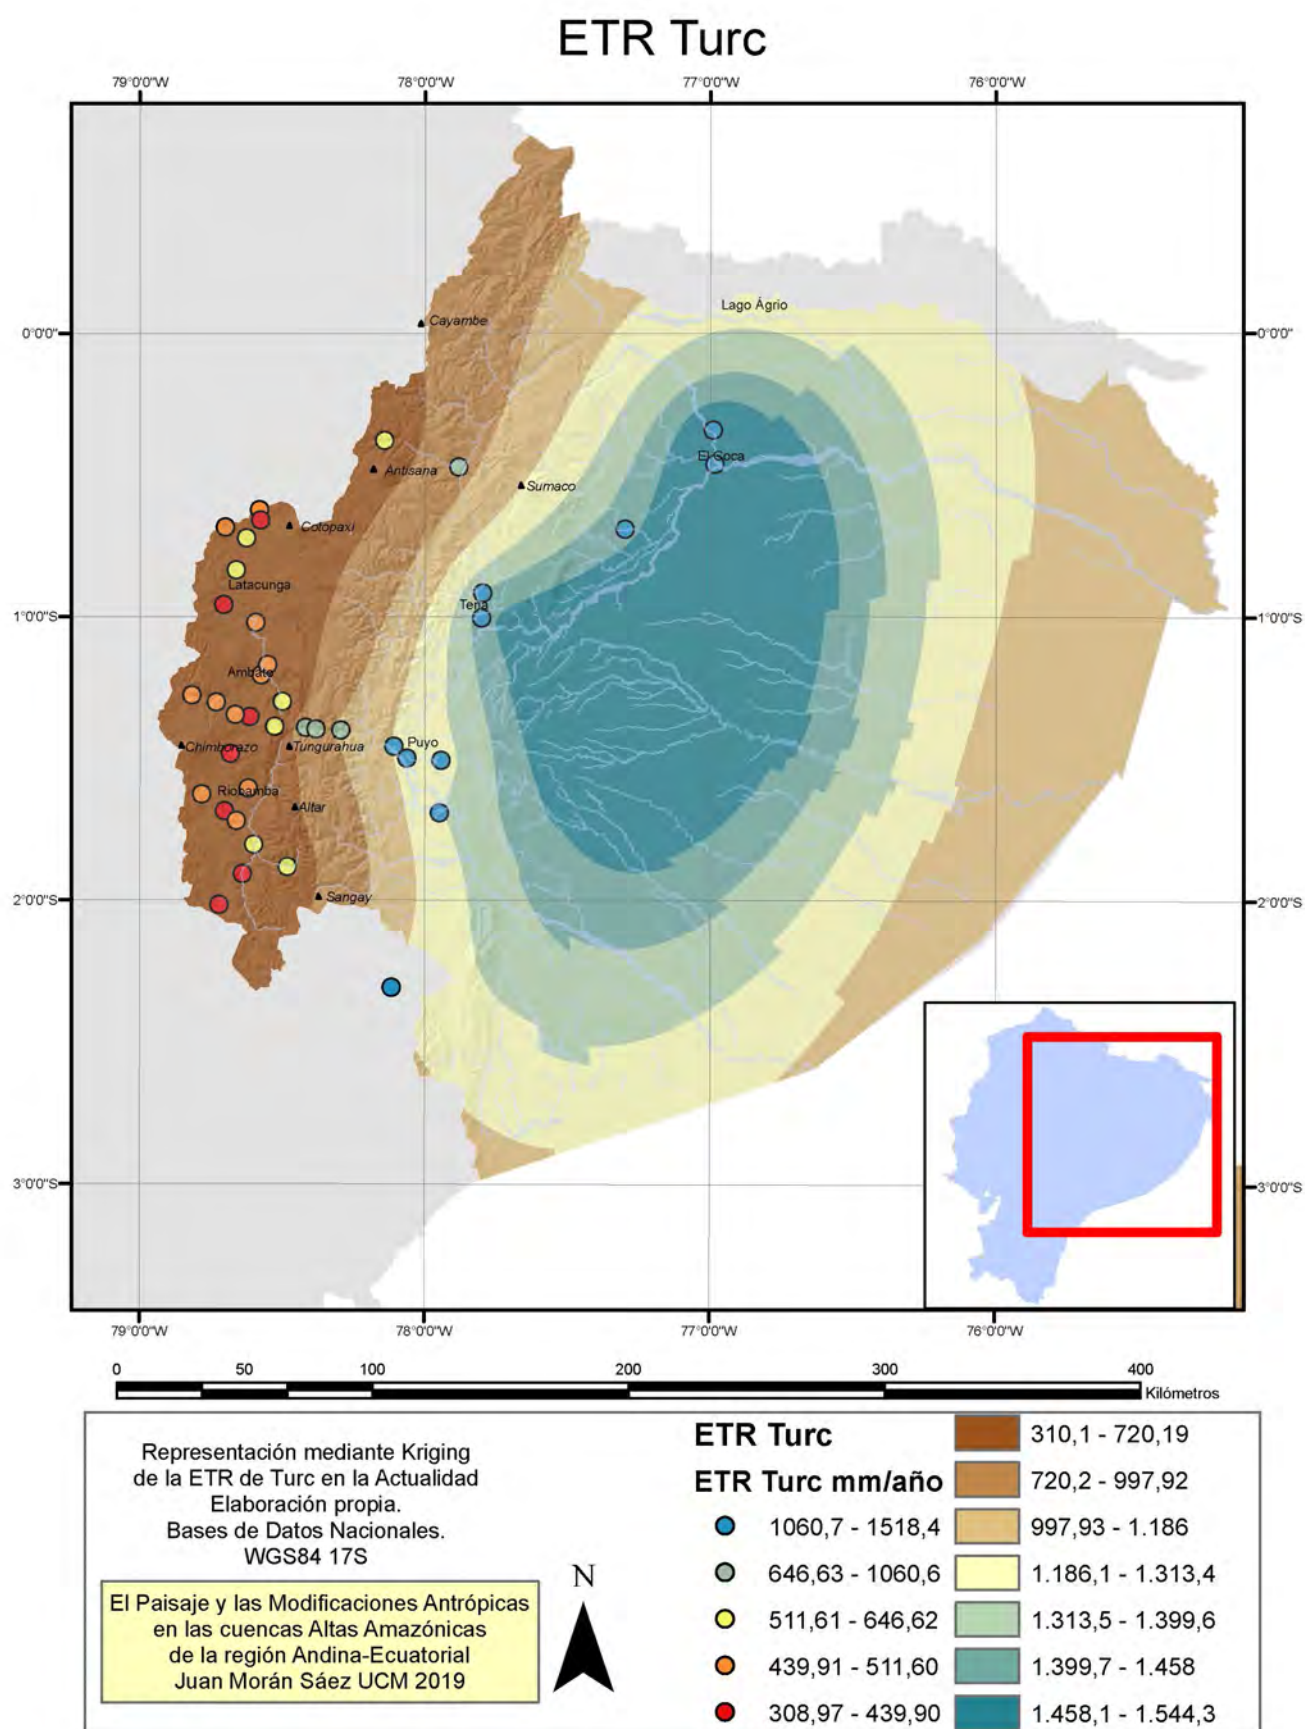 ETR Turc
79°0'0"W
78°0'0"W
77°0'0"W
76°0'0"W
Lago Ágrio
Cayambe
0°0'0"
0°0'0"
El Coca
Antisana
Sumaco
Cotopaxi
Latacunga
Tena
1°0'0"S
1°0'0"S
Ambato
Puyo
Chimborazo
Tungurahua
Riobamba
Altar
Sangay
2°0'0"S
2°0'0"S
3°0'0"S
3°0'0"S
79°0'0"W
78°0'0"W
77°0'0"W
76°0'0"W
0
50
100
200
300
400
Kilómetros
Representación mediante Kriging
de la ETR de Turc en la Actualidad
Elaboración propia.
Bases de Datos Nacionales.
WGS84 17S
El Paisaje y las Modificaciones Antrópicas
en las cuencas Altas Amazónicas
de la región Andina-Ecuatorial
Juan Morán Sáez UCM 2019
N
ETR Turc
ETR Turc mm/año
1060,7 - 1518,4
646,63 - 1060,6
511,61 - 646,62
439,91 - 511,60
308,97 - 439,90
310,1 - 720,19
720,2 - 997,92
997,93 - 1.186
1.186,1 - 1.313,4
1.313,5 - 1.399,6
1.399,7 - 1.458
1.458,1 - 1.544,3